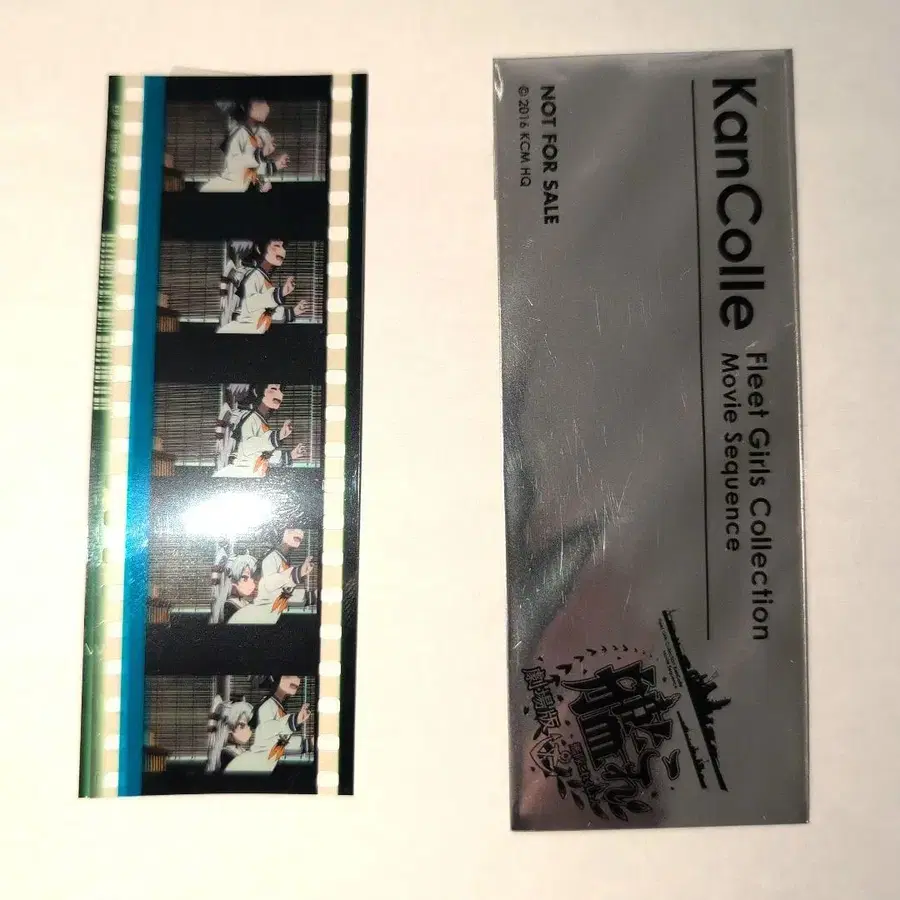 KanColle
Fleet Girls Collection
Movie Sequence
NOT FOR SALE
© 2016 KCM HQ
劇場版
艦これ